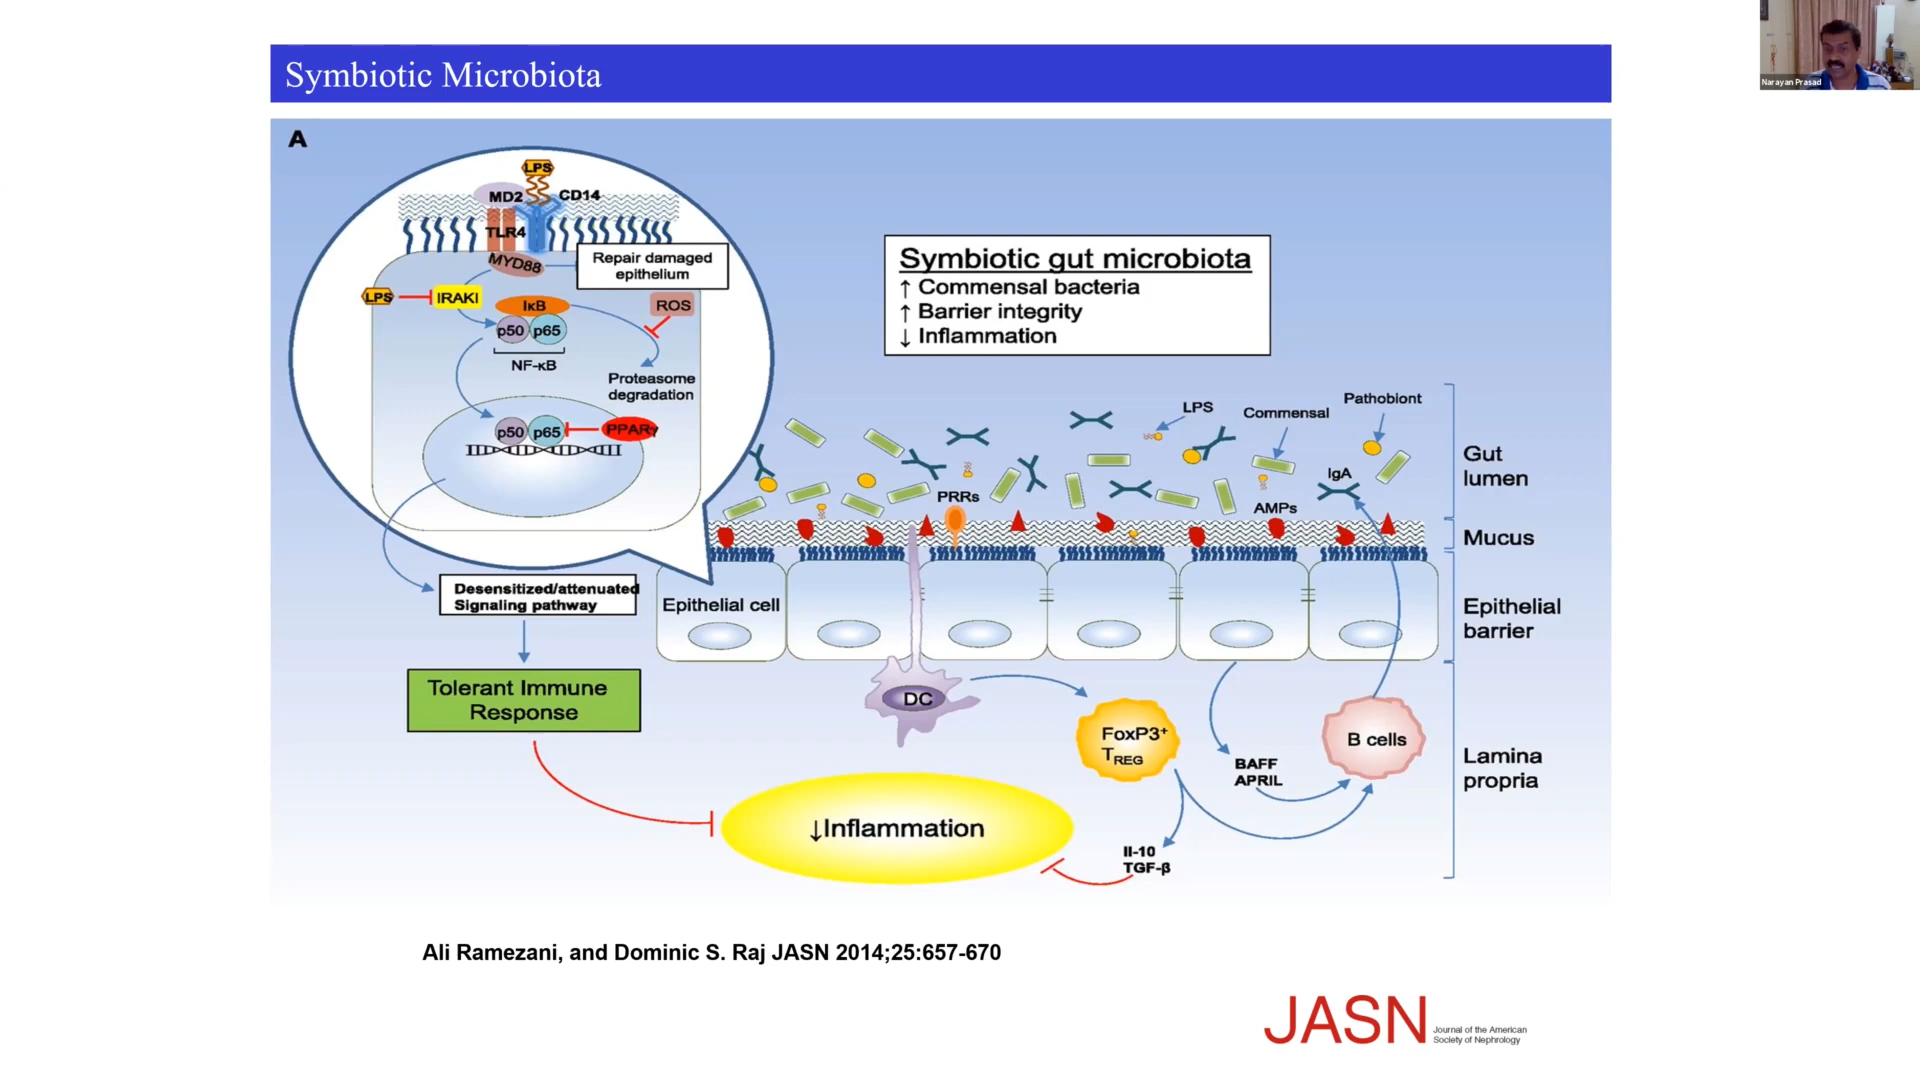 Symbiotic Microbiota
Narayan Prasad
A
LPS
MD2
CD14
TLR4
MYD88
Repair damaged
epithelium
LPS
IRAKI
IκB
ROS
p50
p65
NF-κB
Proteasome
degradation
p50
p65
PPARγ
Desensitized/attenuated
Signaling pathway
Tolerant Immune
Response
Symbiotic gut microbiota
↑ Commensal bacteria
↑ Barrier integrity
↓ Inflammation
LPS
Commensal
Pathobiont
IgA
PRRs
AMPs
Gut
lumen
Mucus
Epithelial cell
Epithelial
barrier
DC
FoxP3+
TREG
BAFF
APRIL
B cells
Lamina
propria
↓Inflammation
Il-10
TGF-β
Ali Ramezani, and Dominic S. Raj JASN 2014;25:657-670
JASN
Journal of the American
Society of Nephrology